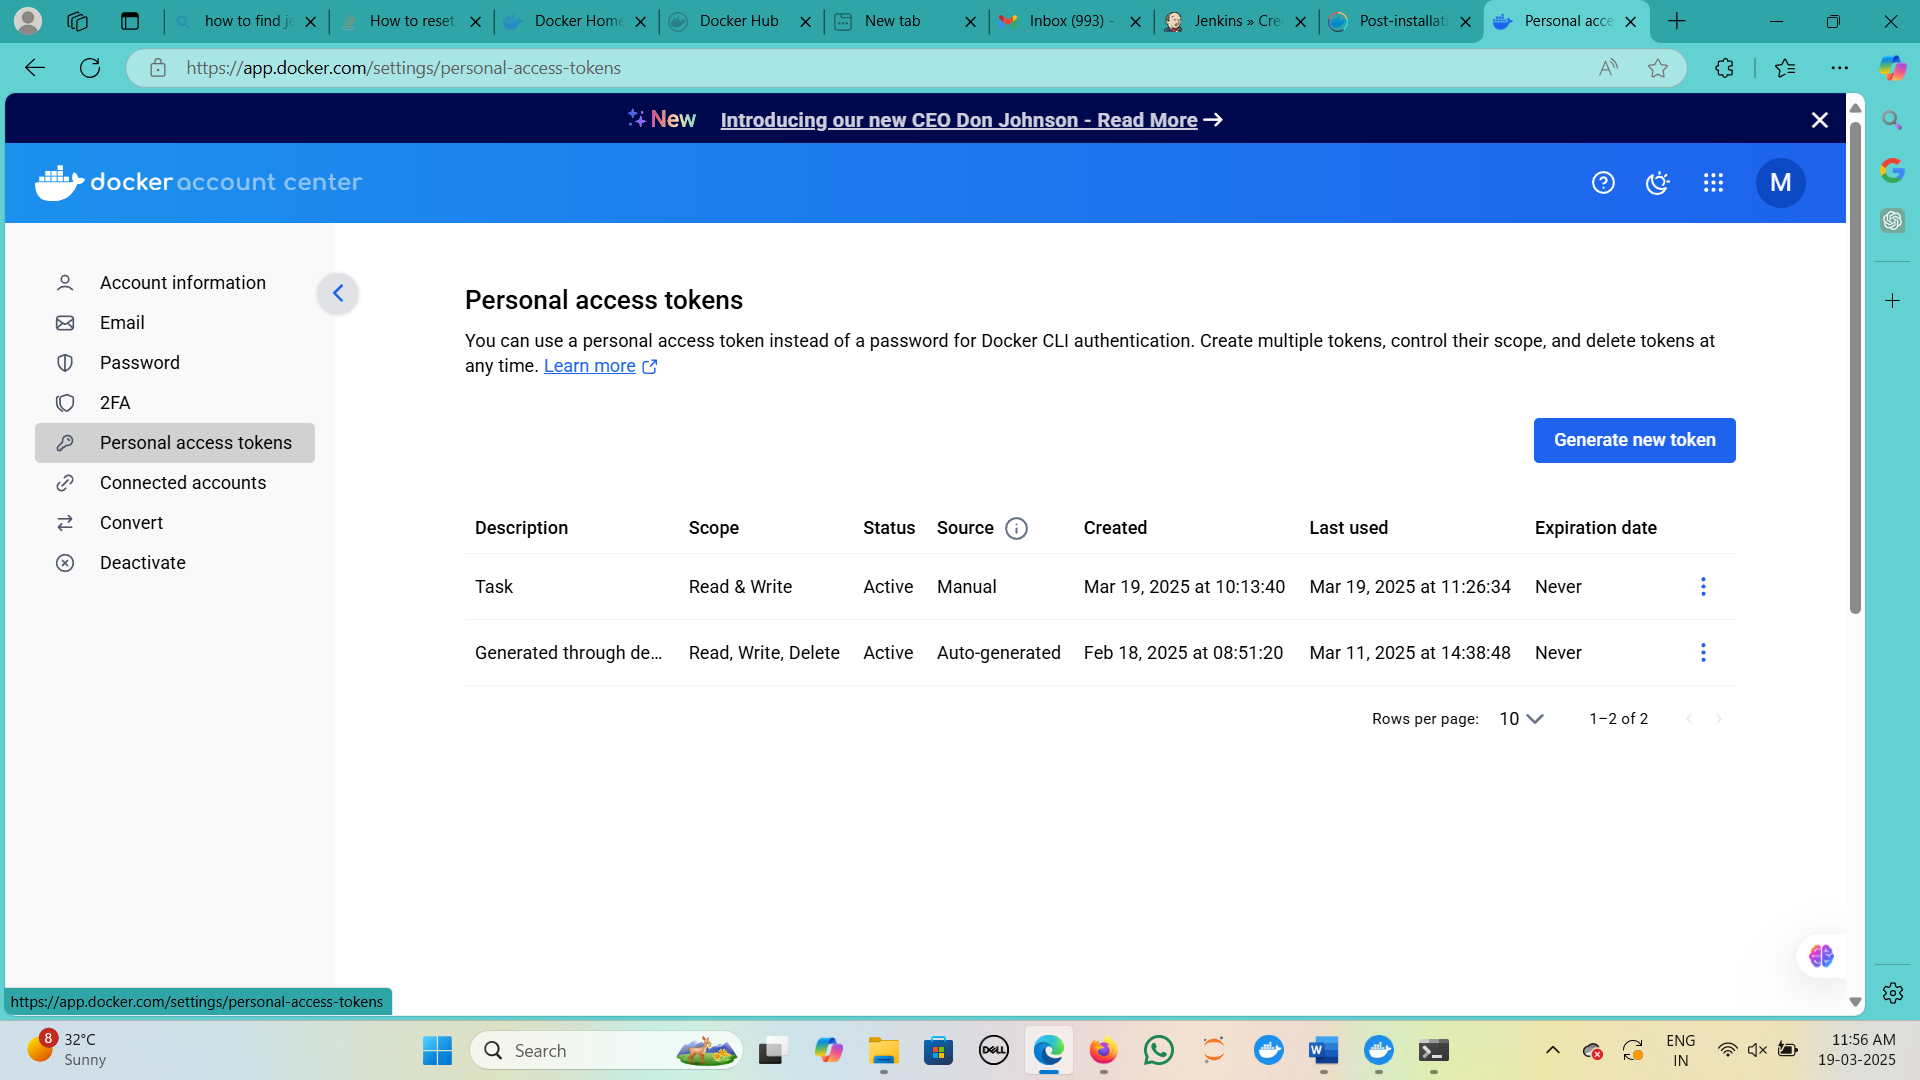 how to find je
How to reset
Docker Home
Docker Hub
New tab
Inbox (993) -
Jenkins » Cre
Post-installati
Personal acce
https://app.docker.com/settings/personal-access-tokens
New Introducing our new CEO Don Johnson - Read More
docker account center
M
Account information
Email
Password
2FA
Personal access tokens
Connected accounts
Convert
Deactivate
Personal access tokens
You can use a personal access token instead of a password for Docker CLI authentication. Create multiple tokens, control their scope, and delete tokens at
any time. Learn more
Generate new token
Description Scope Status Source Created Last used Expiration date
Task Read & Write Active Manual Mar 19, 2025 at 10:13:40 Mar 19, 2025 at 11:26:34 Never
Generated through de... Read, Write, Delete Active Auto-generated Feb 18, 2025 at 08:51:20 Mar 11, 2025 at 14:38:48 Never
Rows per page: 10 1–2 of 2
https://app.docker.com/settings/personal-access-tokens
8
32°C
Sunny
Search
DELL
ENG
IN
11:56 AM
19-03-2025